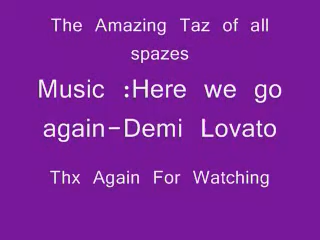 The Amazing Taz of all
spazes
Music :Here we go
again-Demi Lovato
Thx Again For Watching